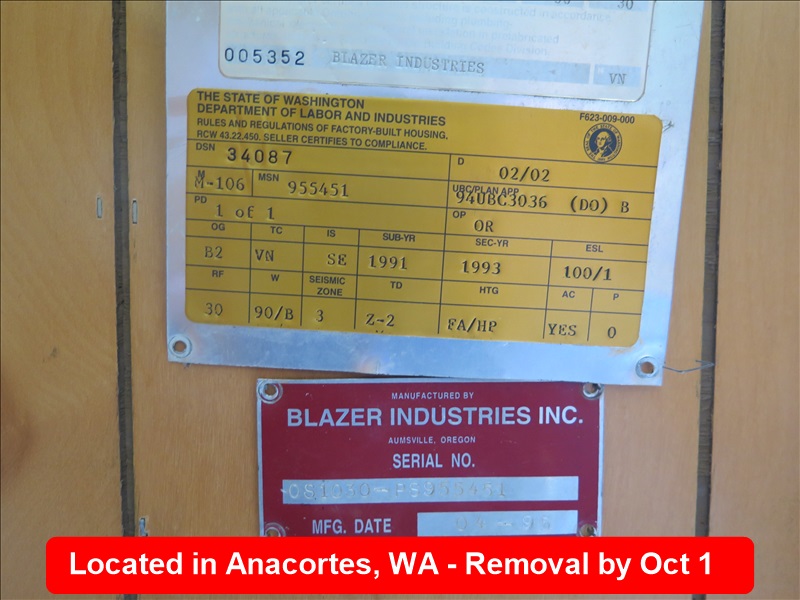 30
005352 BLAZER INDUSTRIES
VN
THE STATE OF WASHINGTON
DEPARTMENT OF LABOR AND INDUSTRIES
F623-009-000
RULES AND REGULATIONS OF FACTORY-BUILT HOUSING,
RCW 43.22.450. SELLER CERTIFIES TO COMPLIANCE.
DSN 34087 D 02/02
M M-106 MSN 955451 UBC/PLAN APP 94UBC3036 (DO) B
PD 1 of 1 OP OR
OG TC IS SUB-YR SEC-YR ESL
B2 VN SE 1991 1993 100/1
RF W SEISMIC ZONE TD HTG AC P
30 90/B 3 Z-2 FA/HP YES 0
MANUFACTURED BY
BLAZER INDUSTRIES INC.
AUMSVILLE, OREGON
SERIAL NO.
MFG. DATE
Located in Anacortes, WA - Removal by Oct 1